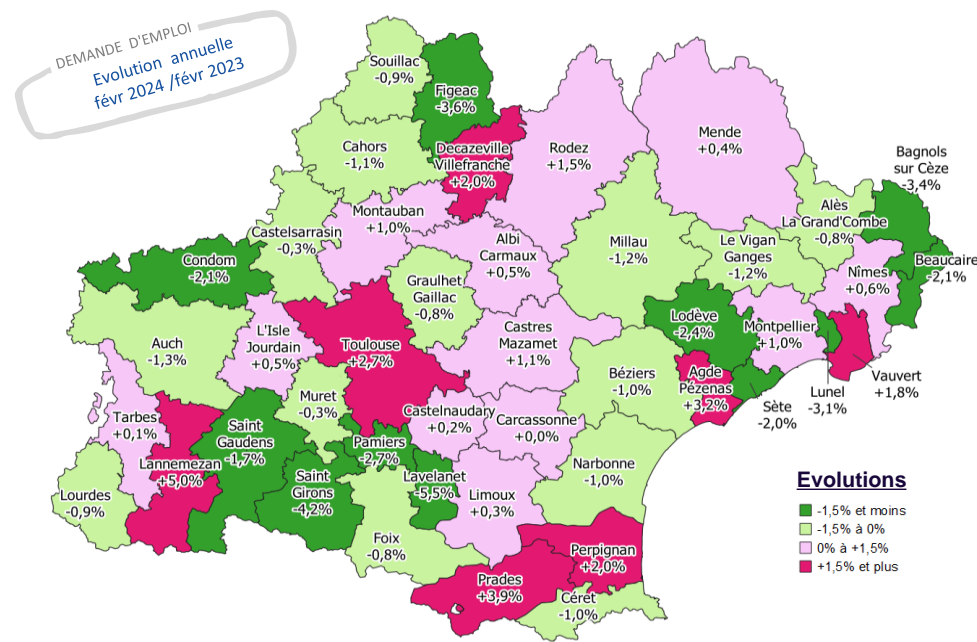 DEMANDE D'EMPLOI
Evolution annuelle
févr 2024 /févr 2023
Souillac
-0,9%
Figeac
-3,6%
Cahors
-1,1%
Decazeville
Villefranche
+2,0%
Rodez
+1,5%
Mende
+0,4%
Bagnols
sur Cèze
-3,4%
Alès
La Grand'Combe
-0,8%
Montauban
+1,0%
Castelsarrasin
-0,3%
Albi
Carmaux
+0,5%
Millau
-1,2%
Le Vigan
Ganges
-1,2%
Nîmes
+0,6%
Beaucaire
-2,1%
Condom
-2,1%
Graulhet
Gaillac
-0,8%
Auch
-1,3%
L'Isle
Jourdain
+0,5%
Toulouse
+2,7%
Castres
Mazamet
+1,1%
Lodève
-2,4%
Montpellier
+1,0%
Béziers
-1,0%
Agde
Pézenas
+3,2%
Sète
-2,0%
Lunel
-3,1%
Vauvert
+1,8%
Muret
-0,3%
Castelnaudary
+0,2%
Carcassonne
+0,0%
Tarbes
+0,1%
Saint
Gaudens
-1,7%
Pamiers
-2,7%
Lannemezan
+5,0%
Saint
Girons
-4,2%
Lavelanet
-5,5%
Limoux
+0,3%
Narbonne
-1,0%
Lourdes
-0,9%
Foix
-0,8%
Perpignan
+2,0%
Prades
+3,9%
Céret
-1,0%
Evolutions
-1,5% et moins
-1,5% à 0%
0% à +1,5%
+1,5% et plus